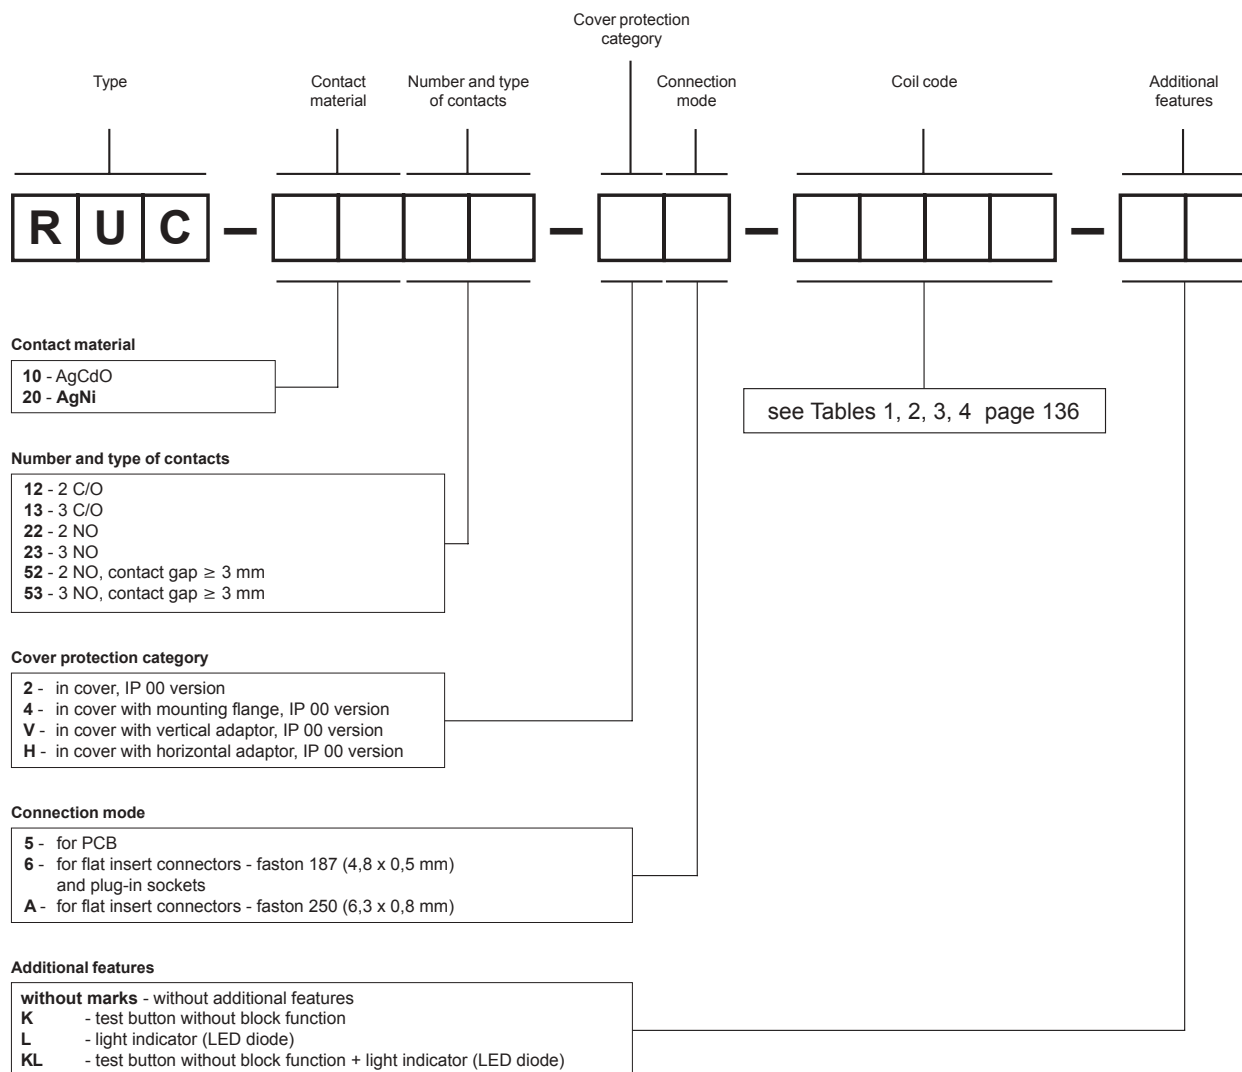 Cover protection
category
Type
Contact
material
Number and type
of contacts
Connection
mode
Coil code
Additional
features
R U C – – – –
Contact material
10 - AgCdO
20 - AgNi
see Tables 1, 2, 3, 4 page 136
Number and type of contacts
12 - 2 C/O
13 - 3 C/O
22 - 2 NO
23 - 3 NO
52 - 2 NO, contact gap ≥ 3 mm
53 - 3 NO, contact gap ≥ 3 mm
Cover protection category
2 - in cover, IP 00 version
4 - in cover with mounting flange, IP 00 version
V - in cover with vertical adaptor, IP 00 version
H - in cover with horizontal adaptor, IP 00 version
Connection mode
5 - for PCB
6 - for flat insert connectors - faston 187 (4,8 x 0,5 mm)
and plug-in sockets
A - for flat insert connectors - faston 250 (6,3 x 0,8 mm)
Additional features
without marks - without additional features
K - test button without block function
L - light indicator (LED diode)
KL - test button without block function + light indicator (LED diode)